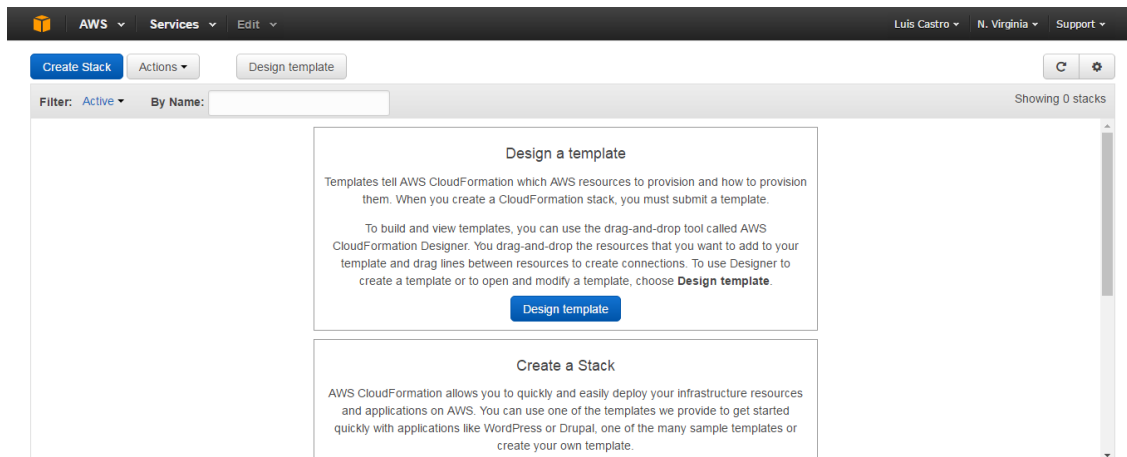 AWS Services Edit Luis Castro N. Virginia Support
Create Stack Actions Design template
Filter: Active By Name: Showing 0 stacks
Design a template
Templates tell AWS CloudFormation which AWS resources to provision and how to provision
them. When you create a CloudFormation stack, you must submit a template.
To build and view templates, you can use the drag-and-drop tool called AWS
CloudFormation Designer. You drag-and-drop the resources that you want to add to your
template and drag lines between resources to create connections. To use Designer to
create a template or to open and modify a template, choose Design template.
Design template
Create a Stack
AWS CloudFormation allows you to quickly and easily deploy your infrastructure resources
and applications on AWS. You can use one of the templates we provide to get started
quickly with applications like WordPress or Drupal, one of the many sample templates or
create your own template.